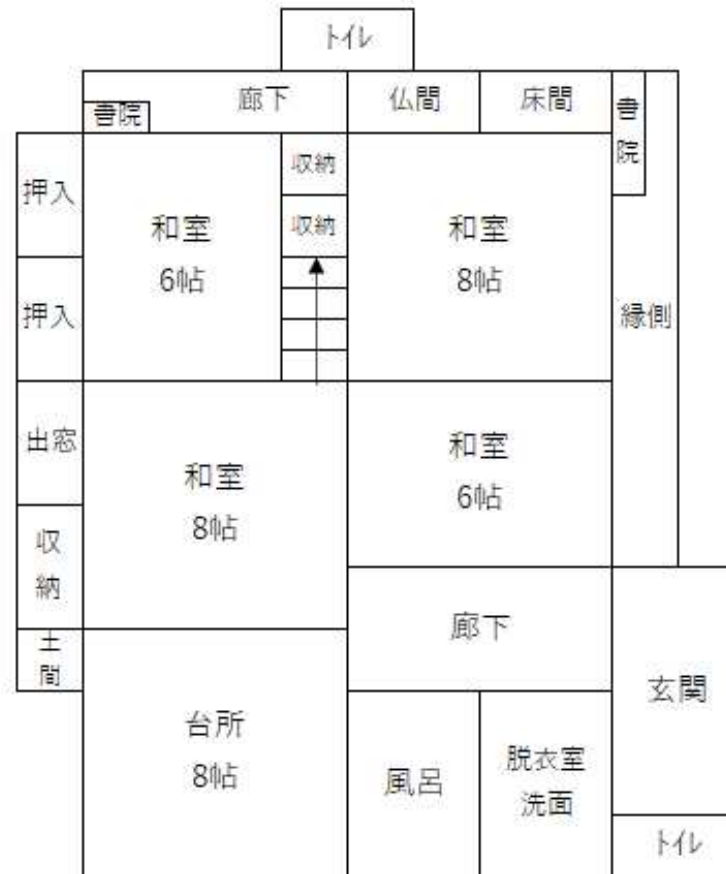 トイレ
書院
廊下
仏間
床間
書
院
押入
和室
6帖
収納
収納
和室
8帖
押入
縁側
出窓
和室
8帖
和室
6帖
収
納
廊下
土
間
台所
8帖
風呂
脱衣室
洗面
玄関
トイレ